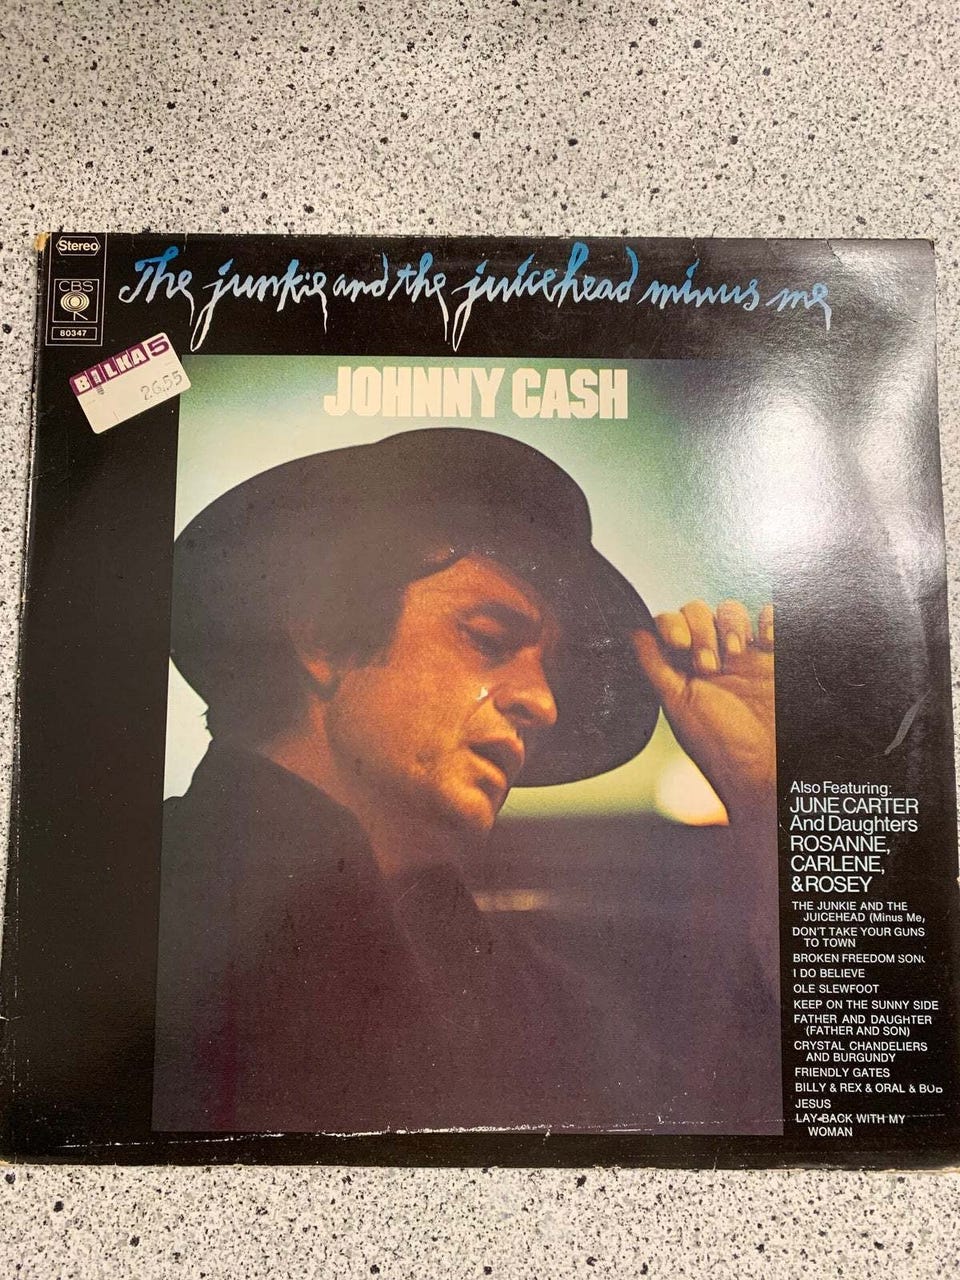 Stereo
The junkie and the juicehead minus me
CBS
80347
BILKA 5
JOHNNY CASH
Also Featuring:
JUNE CARTER
And Daughters
ROSANNE,
CARLENE,
& ROSEY
THE JUNKIE AND THE
JUICEHEAD (Minus Me)
DON'T TAKE YOUR GUNS
TO TOWN
BROKEN FREEDOM SONG
I DO BELIEVE
OLE SLEWFOOT
KEEP ON THE SUNNY SIDE
FATHER AND DAUGHTER
(FATHER AND SON)
CRYSTAL CHANDELIERS
AND BURGUNDY
FRIENDLY GATES
BILLY & REX & ORAL & BOB
JESUS
LAY BACK WITH MY
WOMAN